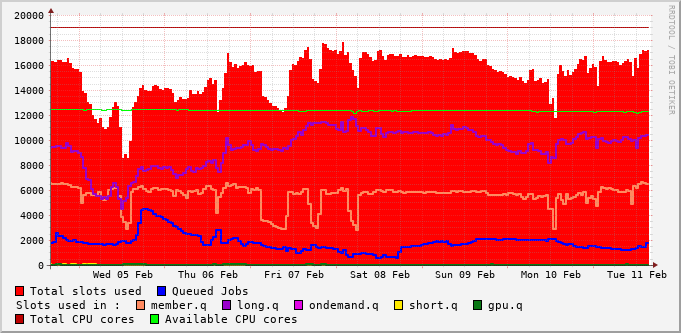 RRDTOOL / TOBI OETIKER
20000
18000
16000
14000
12000
10000
8000
6000
4000
2000
0
Wed 05 Feb Thu 06 Feb Fri 07 Feb Sat 08 Feb Sun 09 Feb Mon 10 Feb Tue 11 Feb
Total slots used Queued Jobs
Slots used in : member.q long.q ondemand.q short.q gpu.q
Total CPU cores Available CPU cores